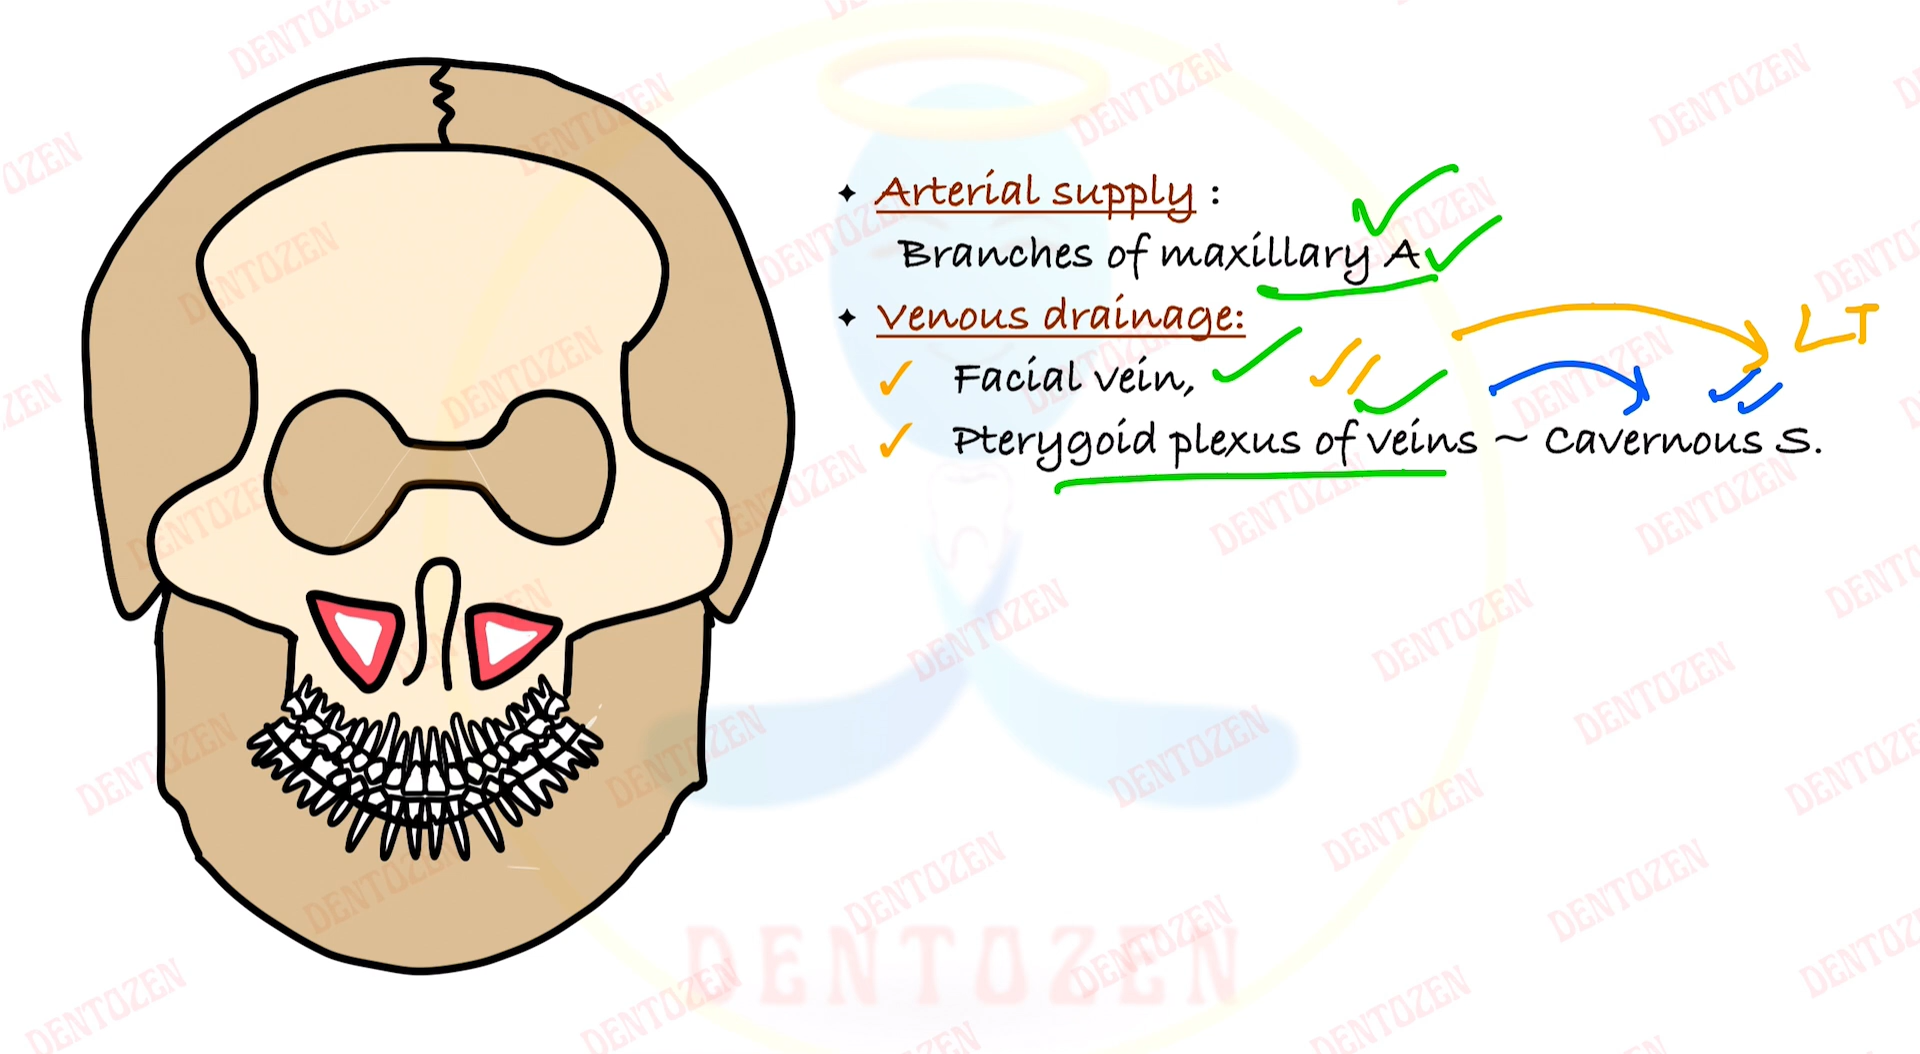 Arterial supply :
Branches of maxillary A
Venous drainage:
LT
Facial vein,
Pterygoid plexus of veins ~ Cavernous S.
DENTOZEN